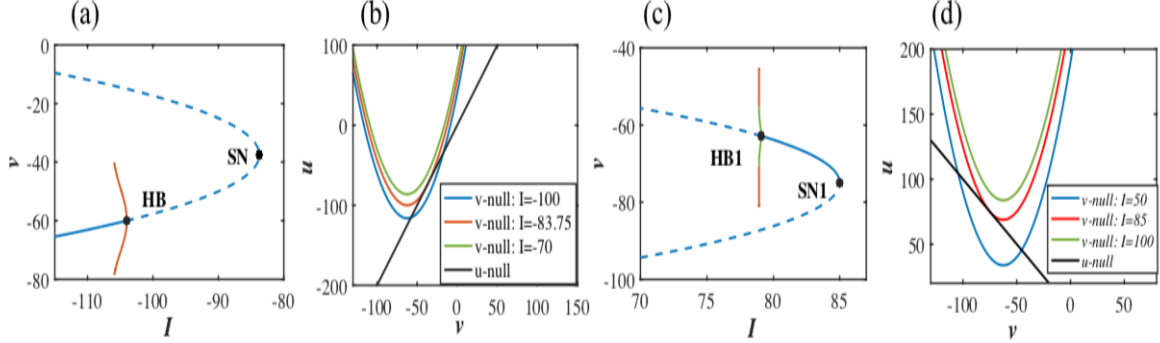 (a)
(b)
(c)
(d)
0
-20
-40
-60
-80
v
SN
HB
-110
-100
-90
-80
I
100
0
-100
-200
u
v-null: I=-100
v-null: I=-83.75
v-null: I=-70
u-null
-100
-50
0
50
100
150
v
-40
-60
-80
-100
v
HB1
SN1
70
75
80
85
I
200
150
100
50
u
v-null: I=50
v-null: I=85
v-null: I=100
u-null
-100
-50
0
50
v